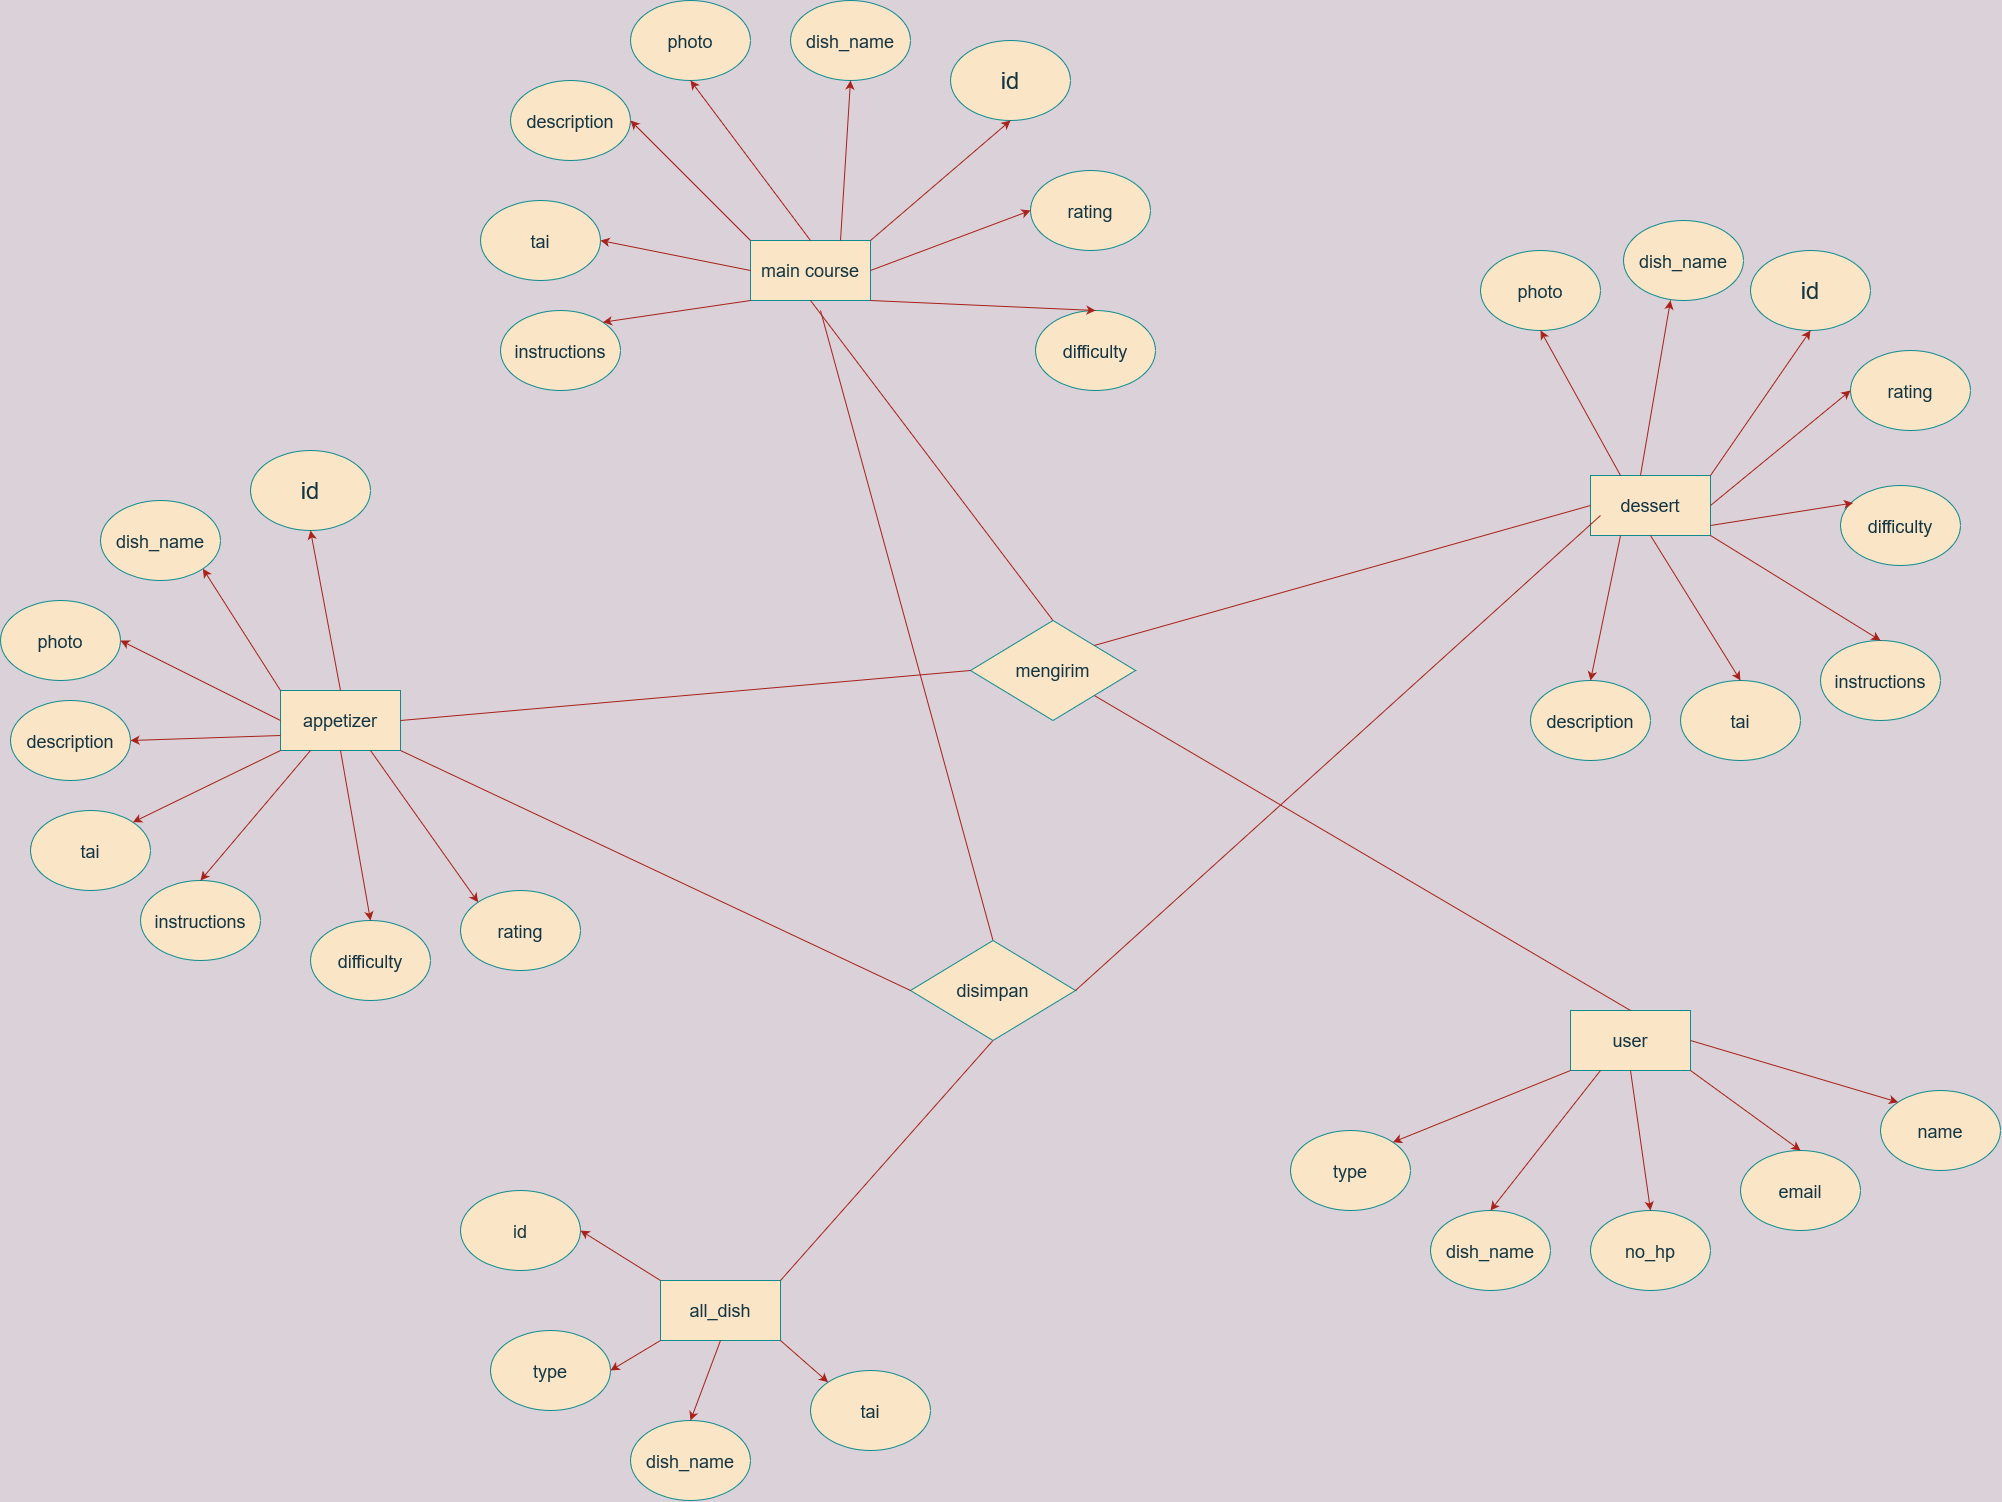 photo
dish_name
id
description
rating
tai
main course
instructions
difficulty
photo
dish_name
id
rating
dessert
difficulty
description
tai
instructions
id
dish_name
photo
appetizer
description
tai
instructions
difficulty
rating
mengirim
disimpan
user
type
dish_name
no_hp
email
name
id
all_dish
type
dish_name
tai